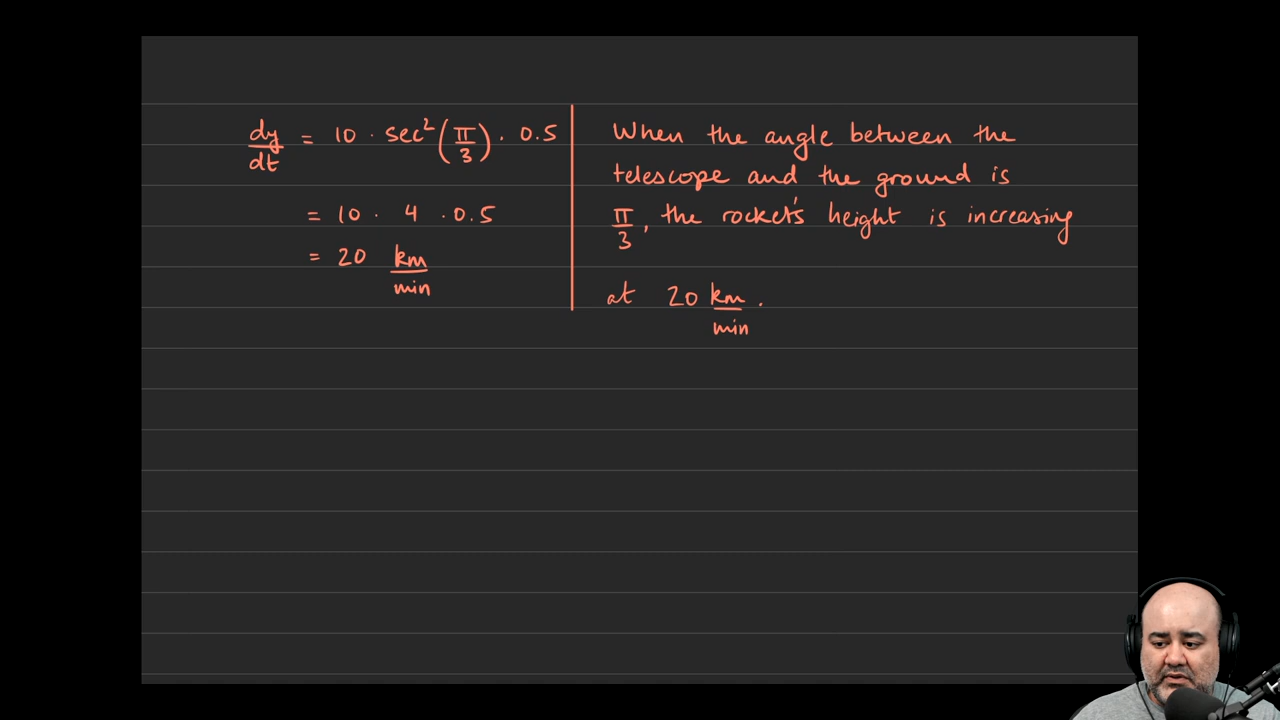 dy/dt = 10 · sec²(π/3) · 0.5
= 10 · 4 · 0.5
= 20 km/min
When the angle between the
telescope and the ground is
π/3, the rocket's height is increasing
at 20 km/min.